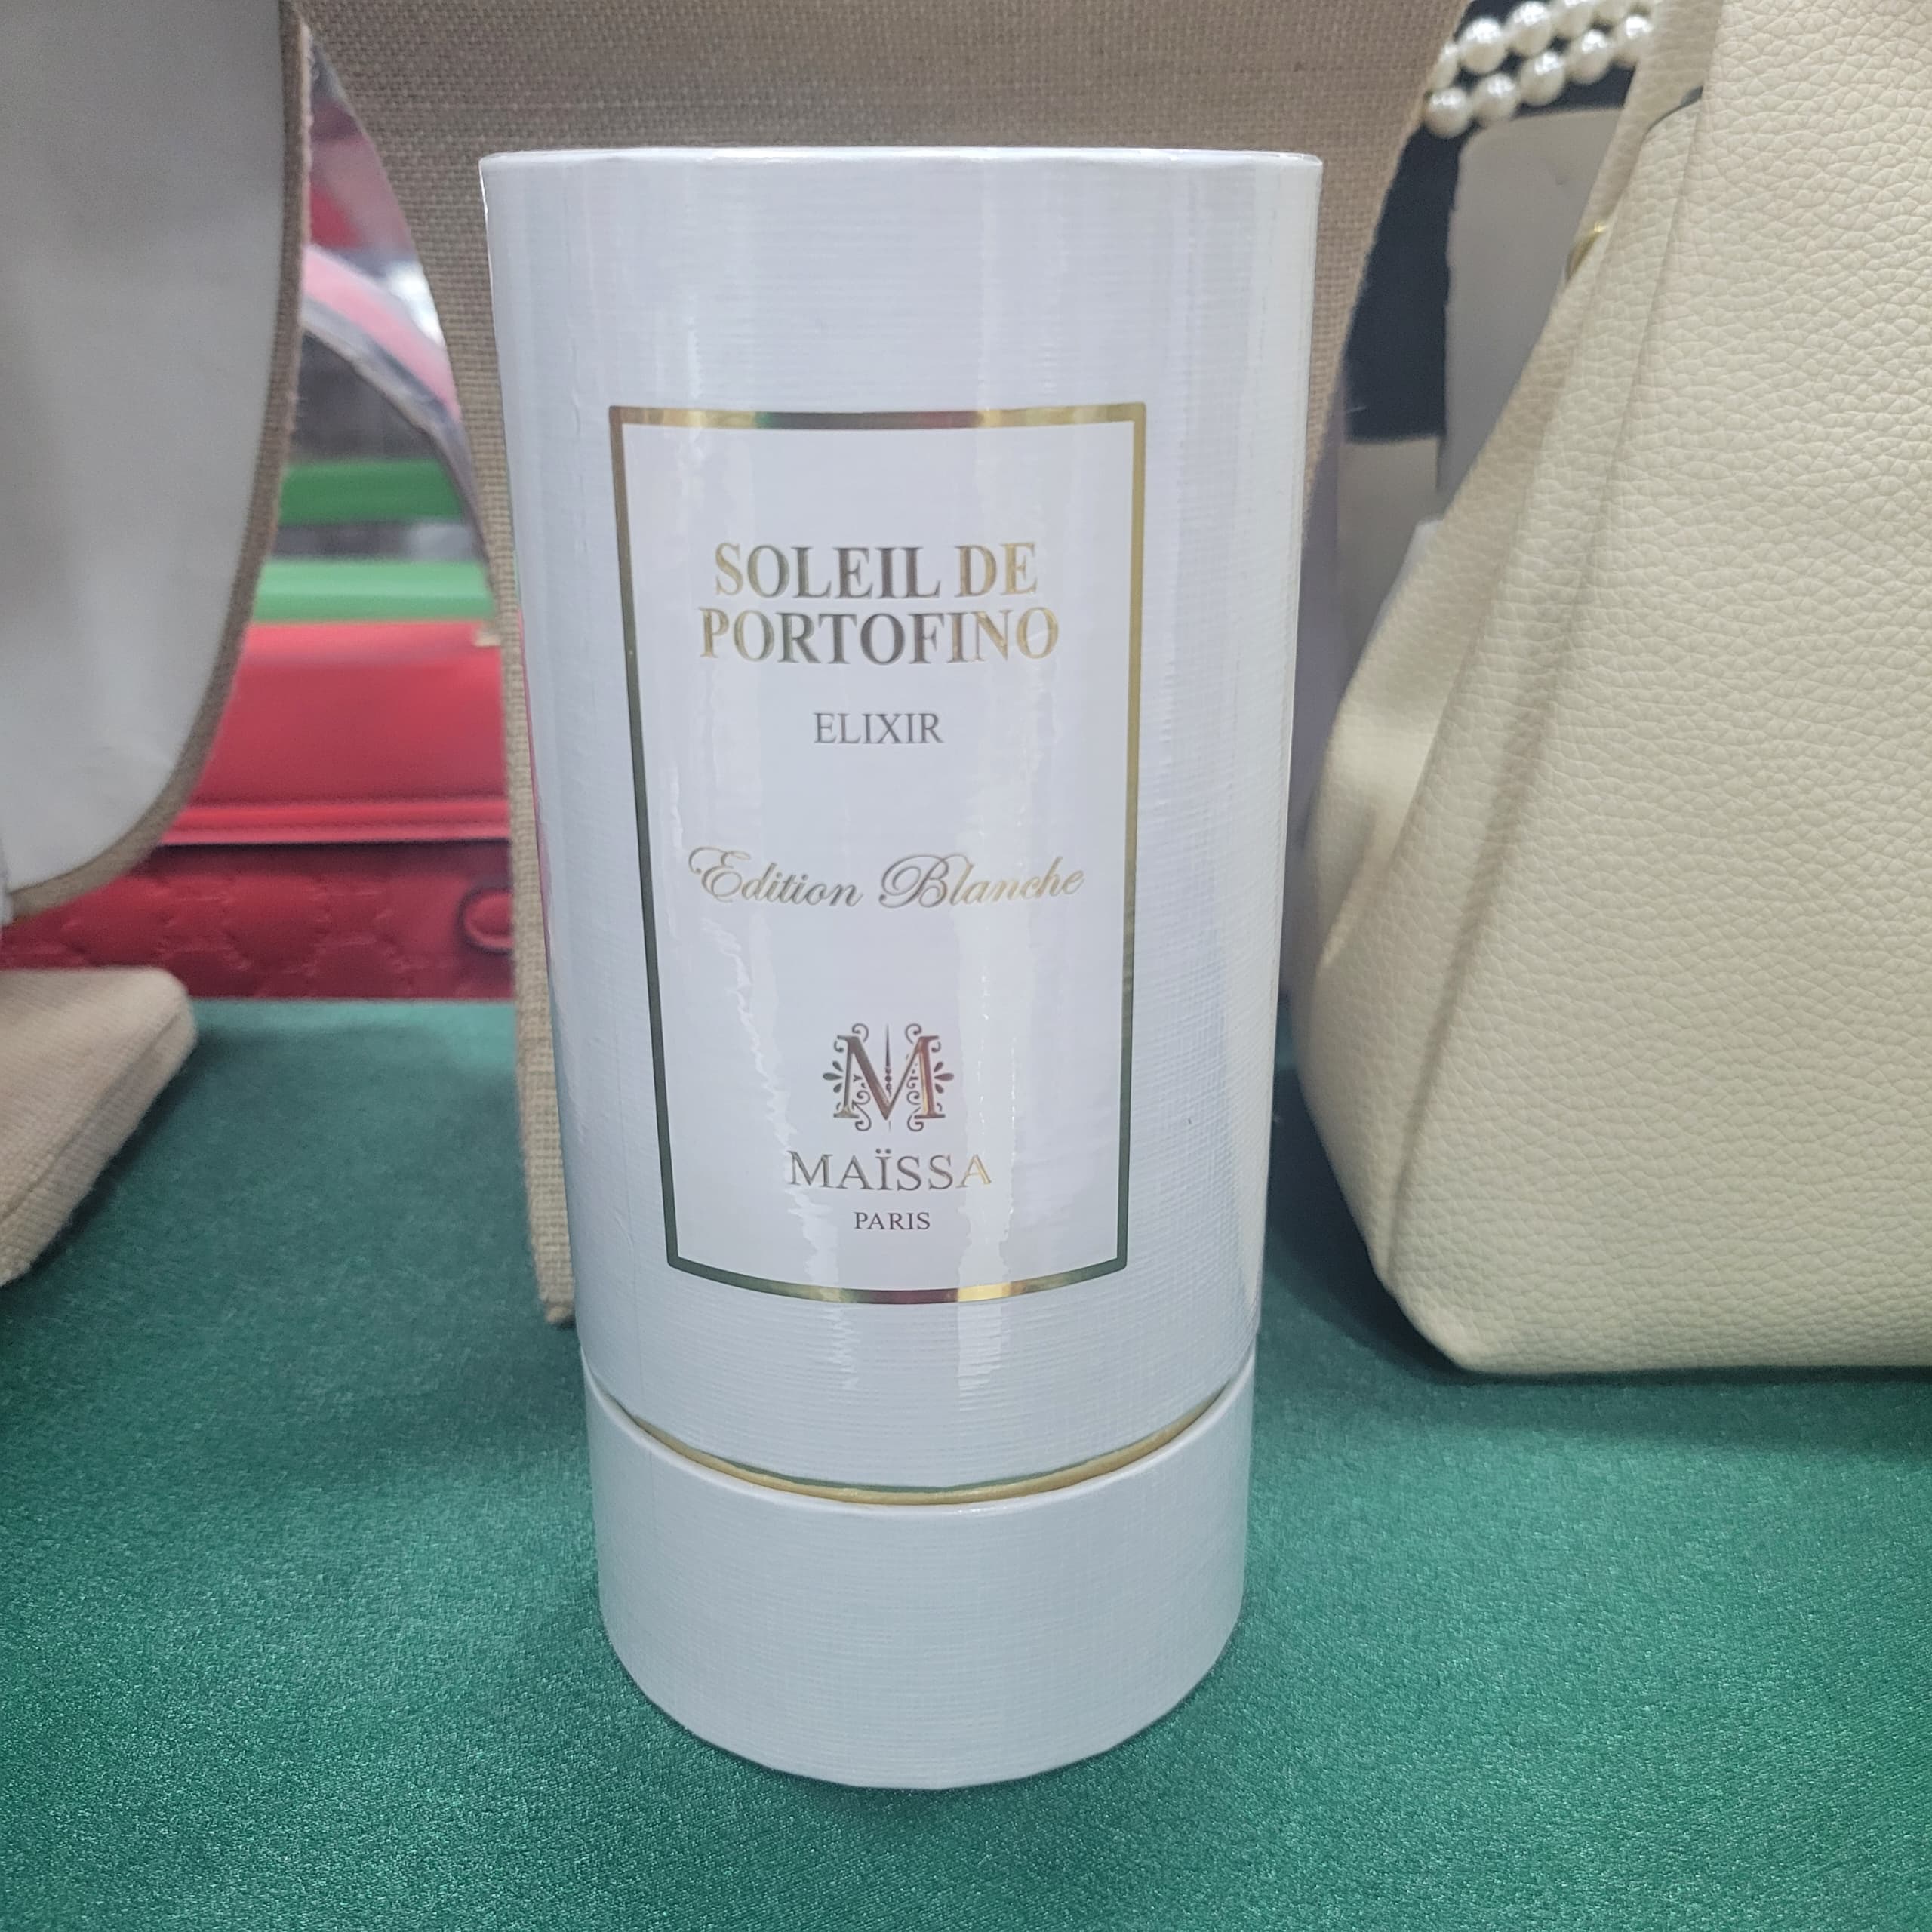 SOLEIL DE
PORTOFINO
ELIXIR
Edition Blanche
M
MAÏSSA
PARIS